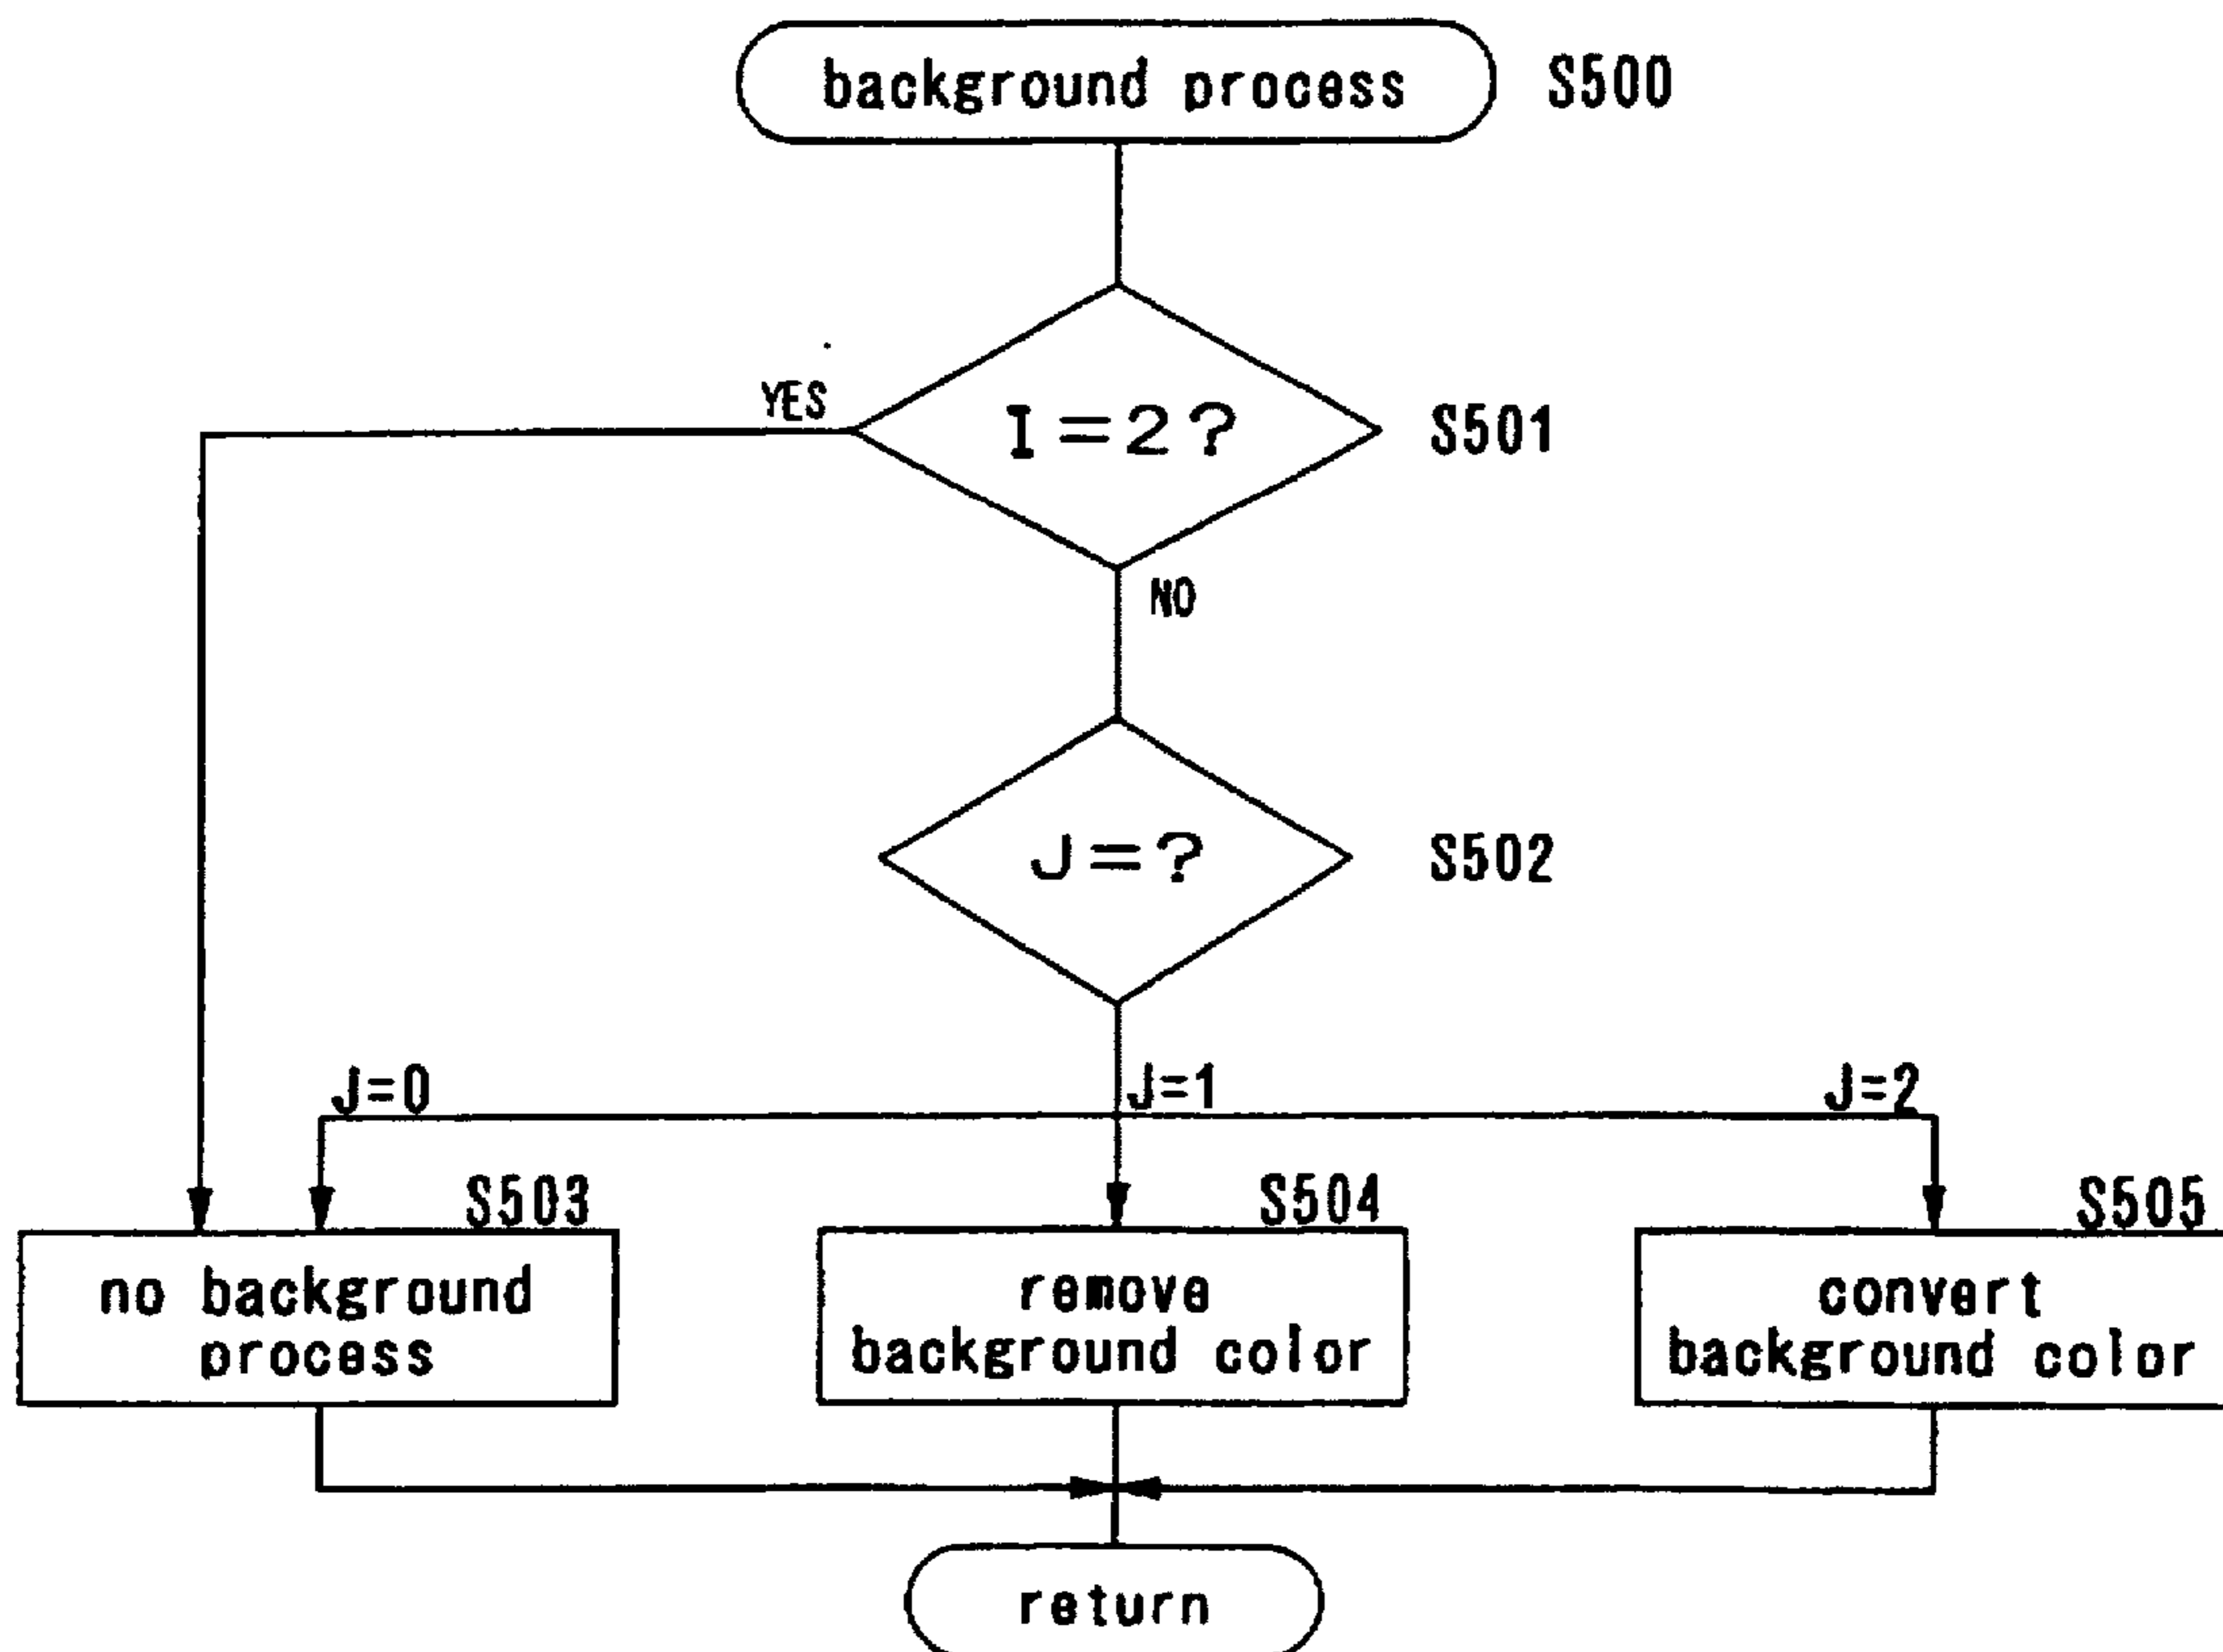 background process
S500
YES
I=2?
S501
NO
J=?
S502
J=0
J=1
J=2
S503
S504
S505
no background
process
remove
background color
convert
background color
return